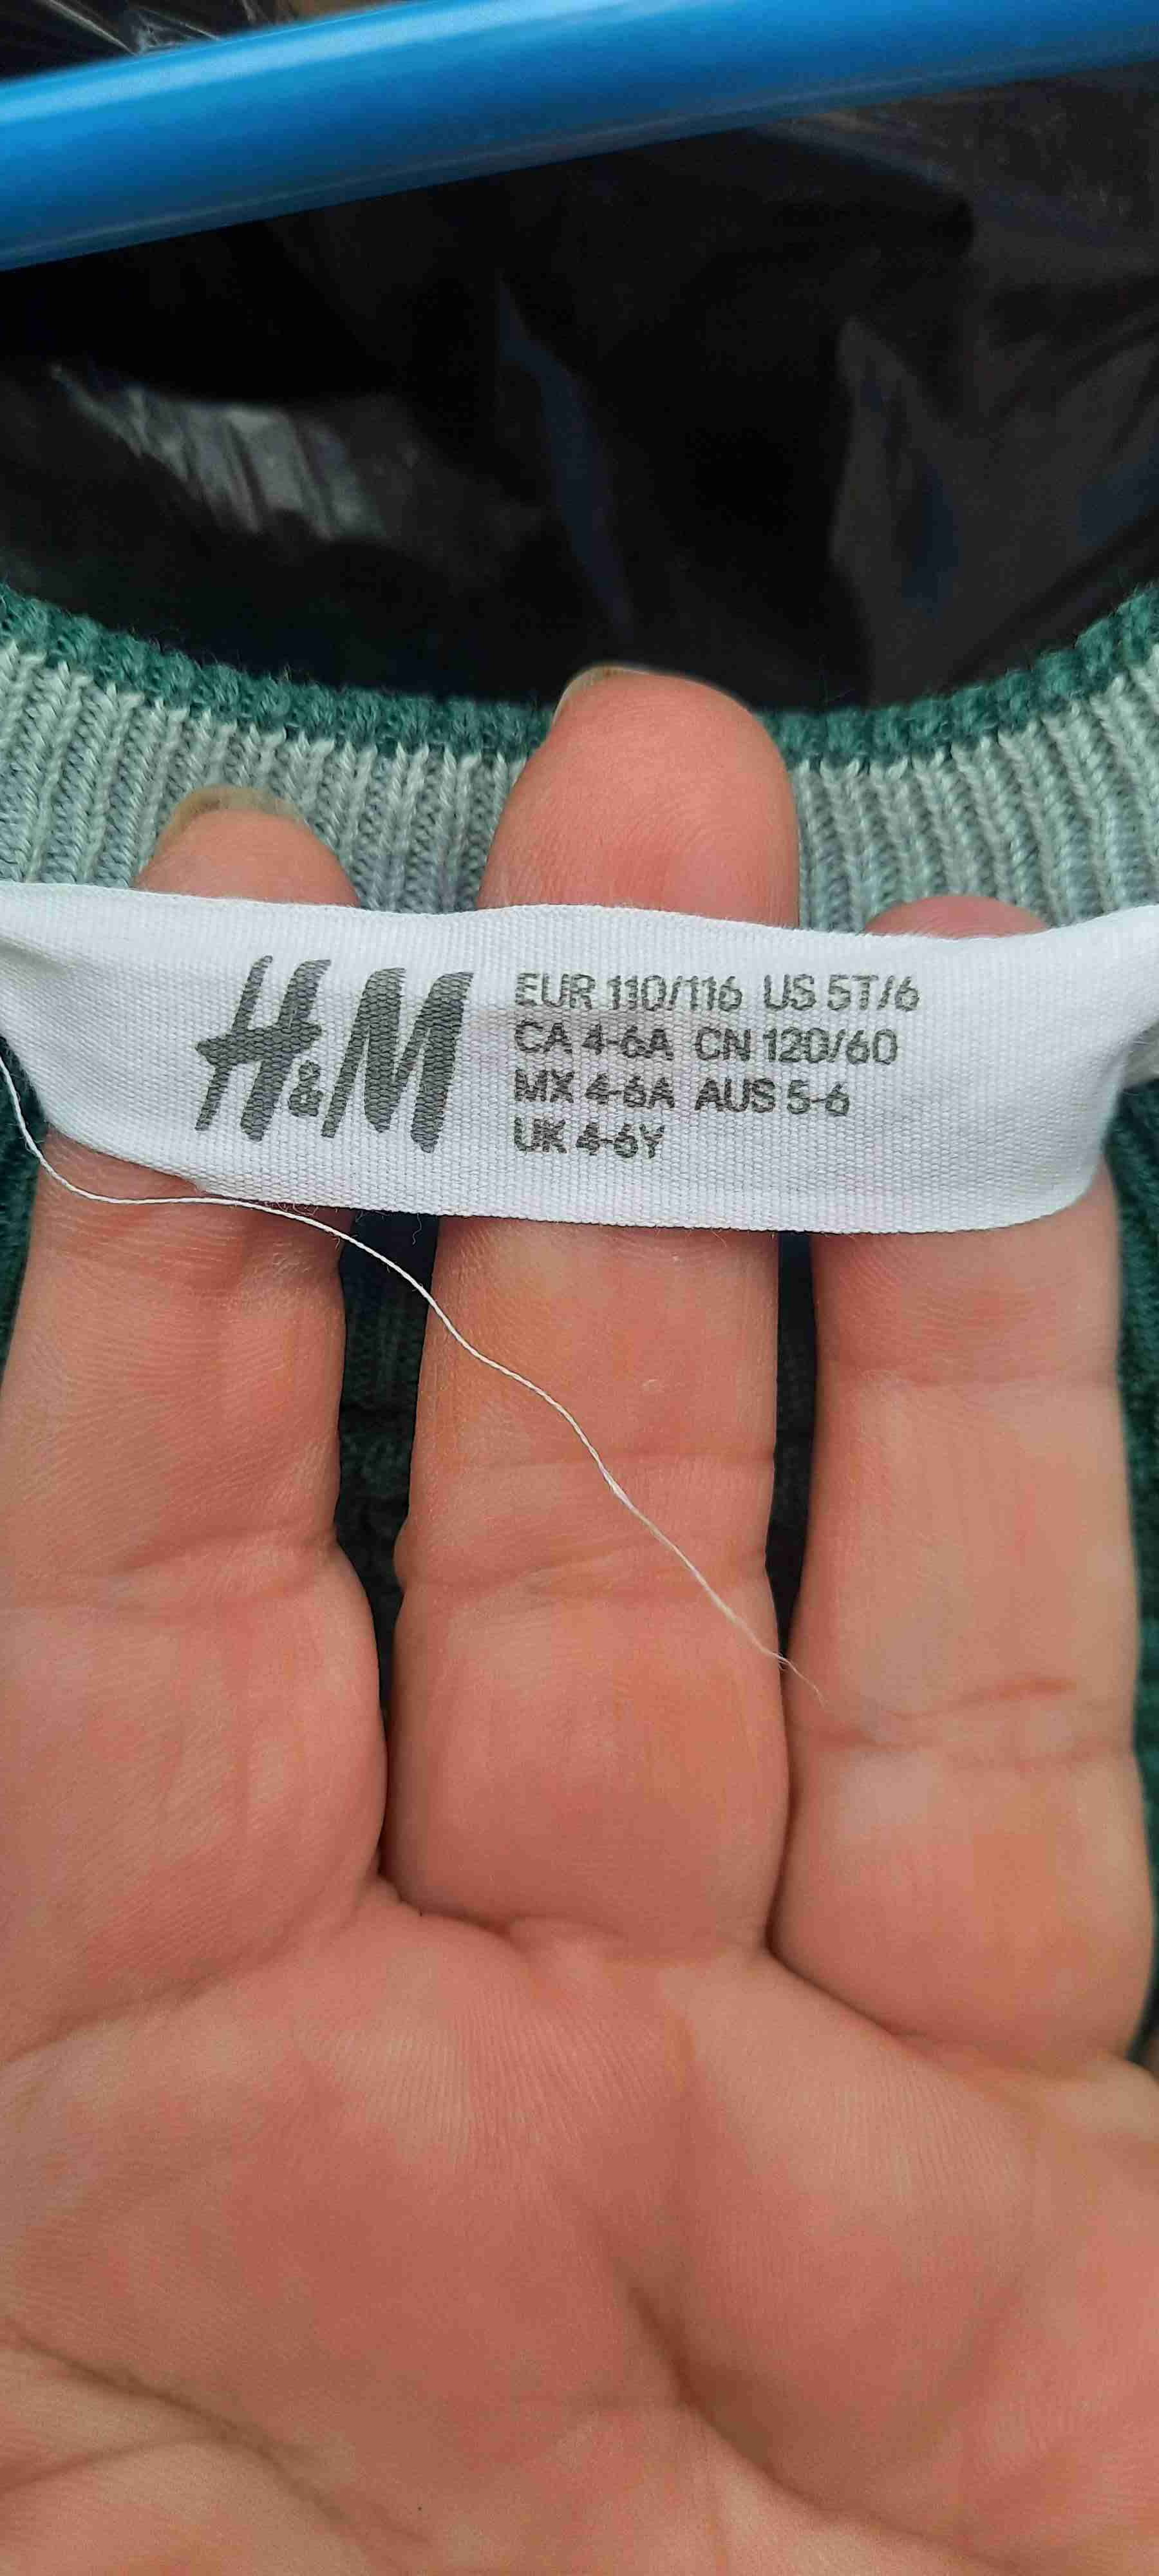 H&M
EUR 110/116 US 5T/6
CA 4-6A CN 120/60
MX 4-6A AUS 5-6
UK 4-6Y